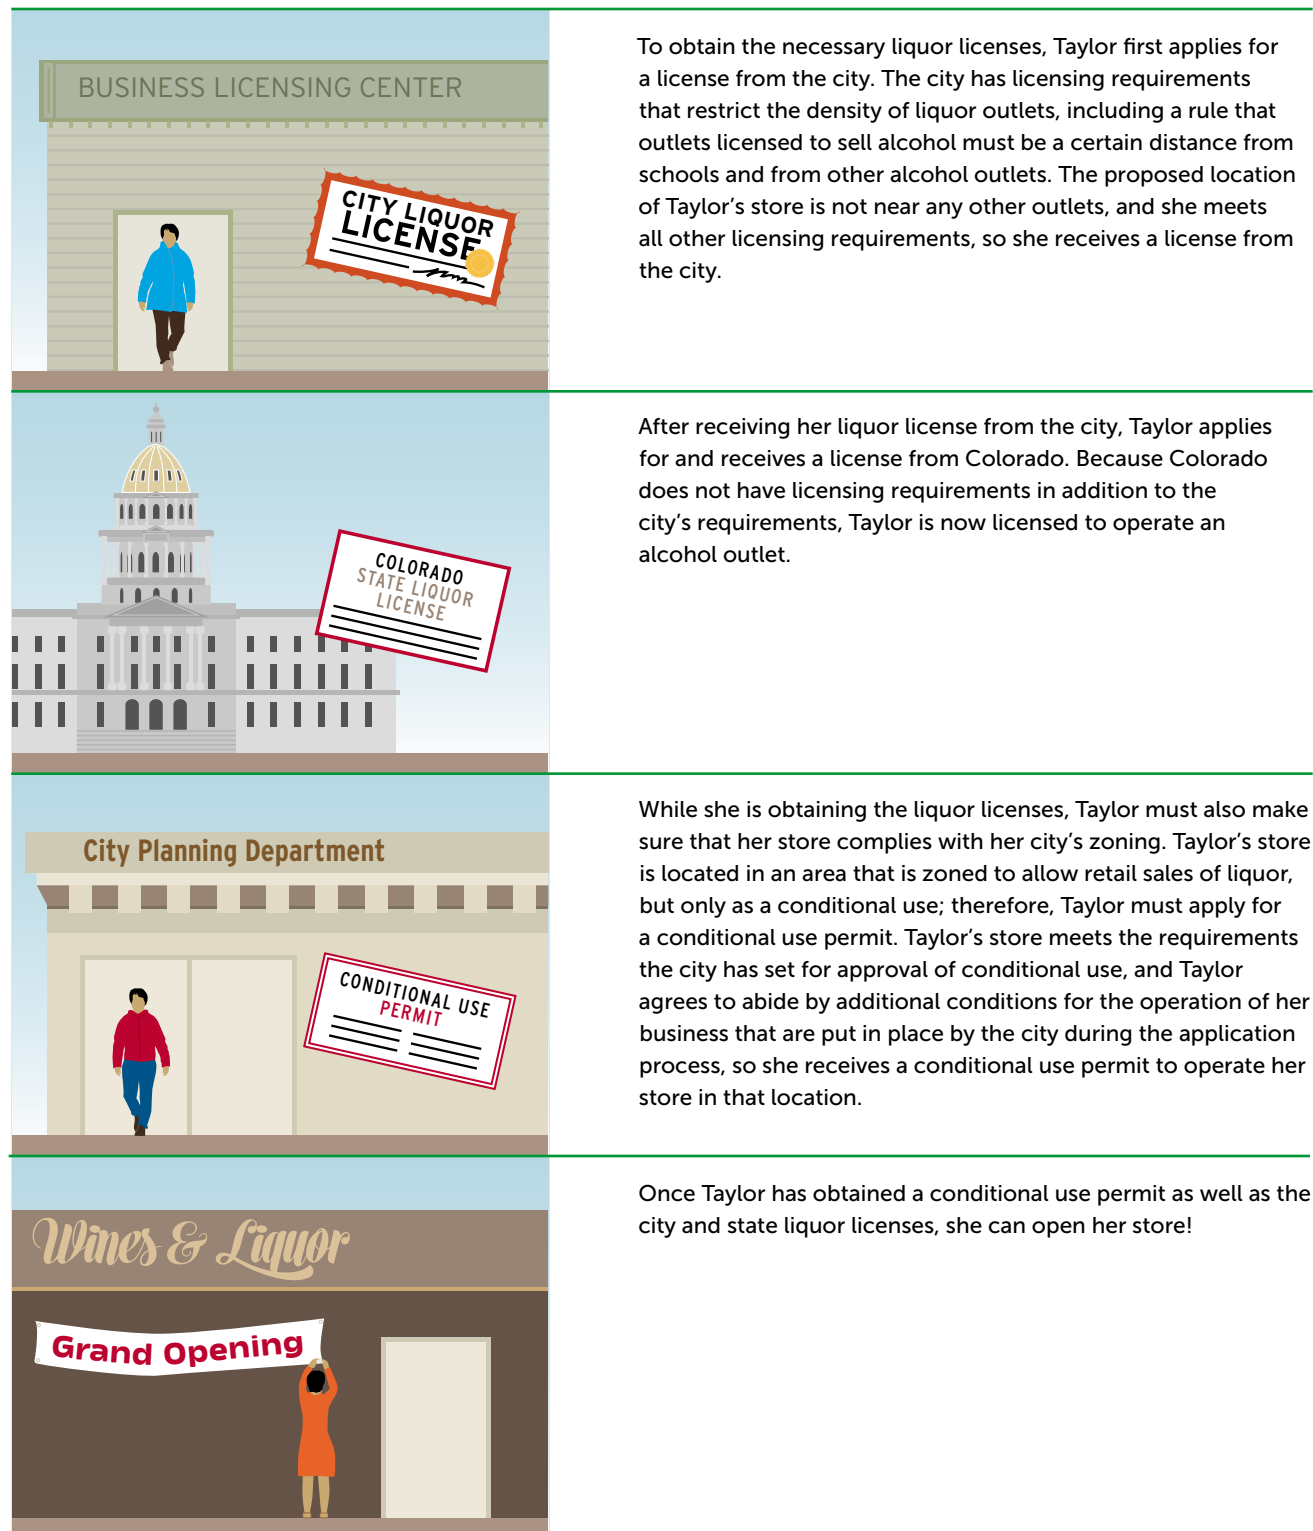 BUSINESS LICENSING CENTER
CITY LIQUOR
LICENSE
To obtain the necessary liquor licenses, Taylor first applies for
a license from the city. The city has licensing requirements
that restrict the density of liquor outlets, including a rule that
outlets licensed to sell alcohol must be a certain distance from
schools and from other alcohol outlets. The proposed location
of Taylor’s store is not near any other outlets, and she meets
all other licensing requirements, so she receives a license from
the city.
COLORADO
STATE LIQUOR
LICENSE
After receiving her liquor license from the city, Taylor applies
for and receives a license from Colorado. Because Colorado
does not have licensing requirements in addition to the
city’s requirements, Taylor is now licensed to operate an
alcohol outlet.
City Planning Department
CONDITIONAL USE
PERMIT
While she is obtaining the liquor licenses, Taylor must also make
sure that her store complies with her city’s zoning. Taylor’s store
is located in an area that is zoned to allow retail sales of liquor,
but only as a conditional use; therefore, Taylor must apply for
a conditional use permit. Taylor’s store meets the requirements
the city has set for approval of conditional use, and Taylor
agrees to abide by additional conditions for the operation of her
business that are put in place by the city during the application
process, so she receives a conditional use permit to operate her
store in that location.
Wines & Liquor
Grand Opening
Once Taylor has obtained a conditional use permit as well as the
city and state liquor licenses, she can open her store!